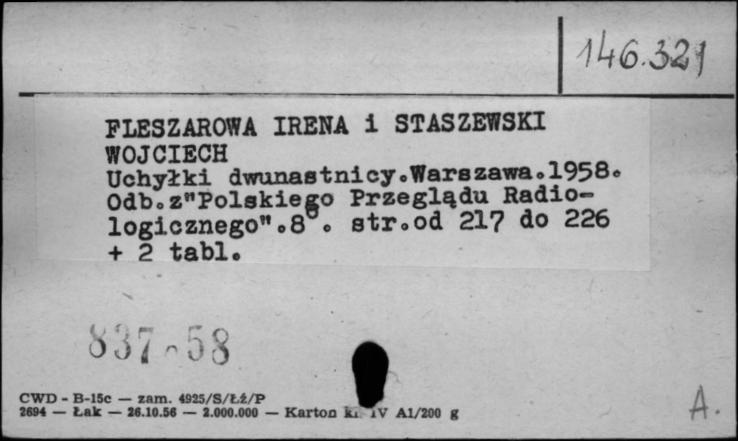 146.321
FLESZAROWA IRENA i STASZEWSKI
WOJCIECH
Uchyłki dwunastnicy.Warszawa.1958.
Odb.z"Polskiego Przeglądu Radio-
logicznego".8°. str.od 217 do 226
+ 2 tabl.
837-58
CWD - B-15c — zam. 4925/S/ŁŻ/P
2694 — Łak — 26.10.56 — 2.000.000 — Karton kl. IV A1/200 g
A.